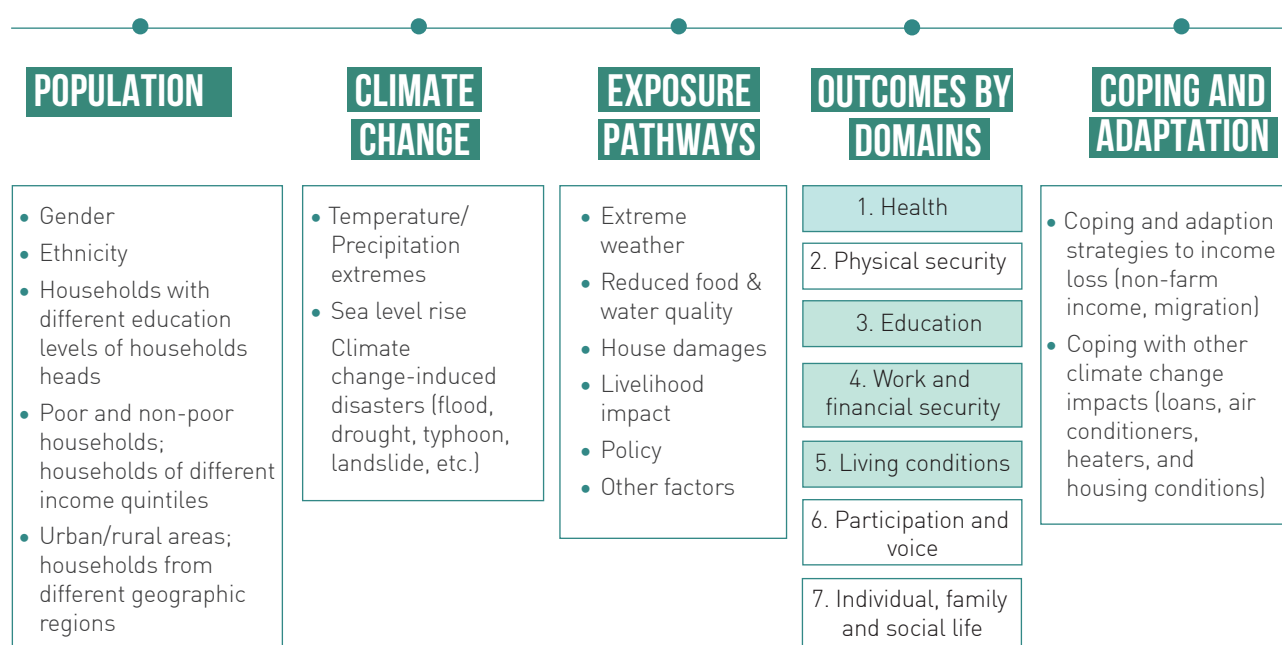 POPULATION
• Gender
• Ethnicity
• Households with
different education
levels of households
heads
• Poor and non-poor
households;
households of different
income quintiles
• Urban/rural areas;
households from
different geographic
regions
CLIMATE
CHANGE
• Temperature/
Precipitation
extremes
• Sea level rise
Climate
change-induced
disasters (flood,
drought, typhoon,
landslide, etc.)
EXPOSURE
PATHWAYS
• Extreme
weather
• Reduced food &
water quality
• House damages
• Livelihood
impact
• Policy
• Other factors
OUTCOMES BY
DOMAINS
1. Health
2. Physical security
3. Education
4. Work and
financial security
5. Living conditions
6. Participation and
voice
7. Individual, family
and social life
COPING AND
ADAPTATION
• Coping and adaption
strategies to income
loss (non-farm
income, migration)
• Coping with other
climate change
impacts (loans, air
conditioners,
heaters, and
housing conditions)